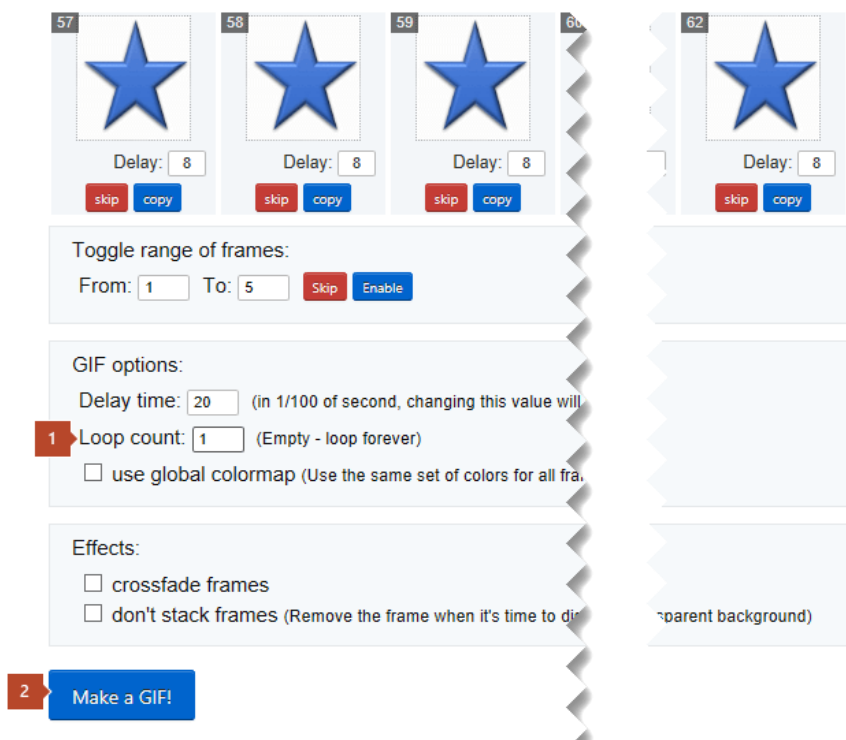 57 58 59 60 62
Delay: 8 Delay: 8 Delay: 8 Delay: 8
skip copy skip copy skip copy skip copy
Toggle range of frames:
From: 1 To: 5 Skip Enable
GIF options:
Delay time: 20 (in 1/100 of second, changing this value will
1 Loop count: 1 (Empty - loop forever)
use global colormap (Use the same set of colors for all
Effects:
crossfade frames
don't stack frames (Remove the frame when it's time to background)
2 Make a GIF!